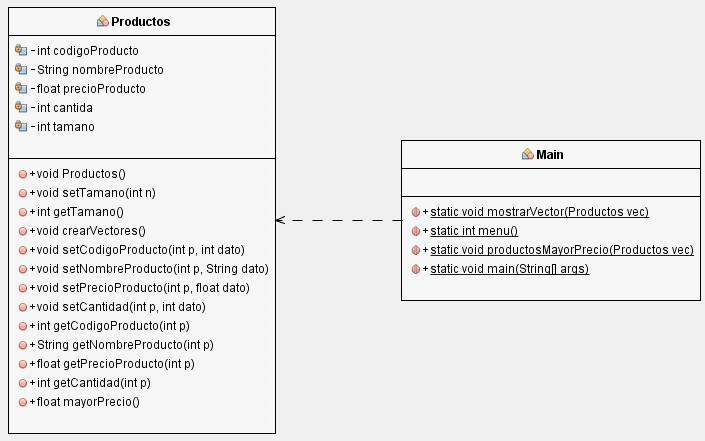 Productos
-int codigoProducto
-String nombreProducto
-float precioProducto
-int cantida
-int tamano
+void Productos()
+void setTamano(int n)
+int getTamano()
+void crearVectores()
+void setCodigoProducto(int p, int dato)
+void setNombreProducto(int p, String dato)
+void setPrecioProducto(int p, float dato)
+void setCantidad(int p, int dato)
+int getCodigoProducto(int p)
+String getNombreProducto(int p)
+float getPrecioProducto(int p)
+int getCantidad(int p)
+float mayorPrecio()
Main
+static void mostrarVector(Productos vec)
+static int menu()
+static void productosMayorPrecio(Productos vec)
+static void main(String[] args)